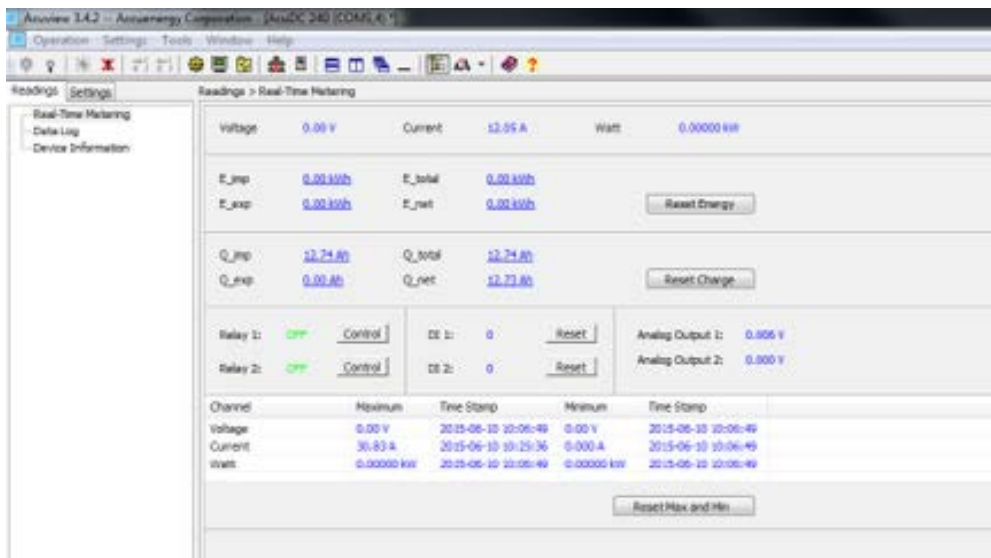 Acuview 3.4.2 -- Accuenergy Corporation - [AcuDC 240 (COM5,4) *]
Operation Settings Tools Window Help
Readings Settings Readings > Real-Time Metering
Real-Time Metering
Data Log
Device Information
Voltage 0.00 V Current 12.05 A Watt 0.00000 kW
E_imp 0.00 kWh E_total 0.00 kWh
E_exp 0.00 kWh E_net 0.00 kWh Reset Energy
Q_imp 12.74 Ah Q_total 12.74 Ah
Q_exp 0.00 Ah Q_net 12.73 Ah Reset Charge
Relay 1: OFF Control DI 1: 0 Reset Analog Output 1: 0.006 V
Relay 2: OFF Control DI 2: 0 Reset Analog Output 2: 0.000 V
Channel Maximum Time Stamp Minimum Time Stamp
Voltage 0.00 V 2015-06-10 10:06:49 0.00 V 2015-06-10 10:06:49
Current 30.83 A 2015-06-10 10:25:36 0.000 A 2015-06-10 10:06:49
Watt 0.00000 kW 2015-06-10 10:06:49 0.00000 kW 2015-06-10 10:06:49
Reset Max and Min